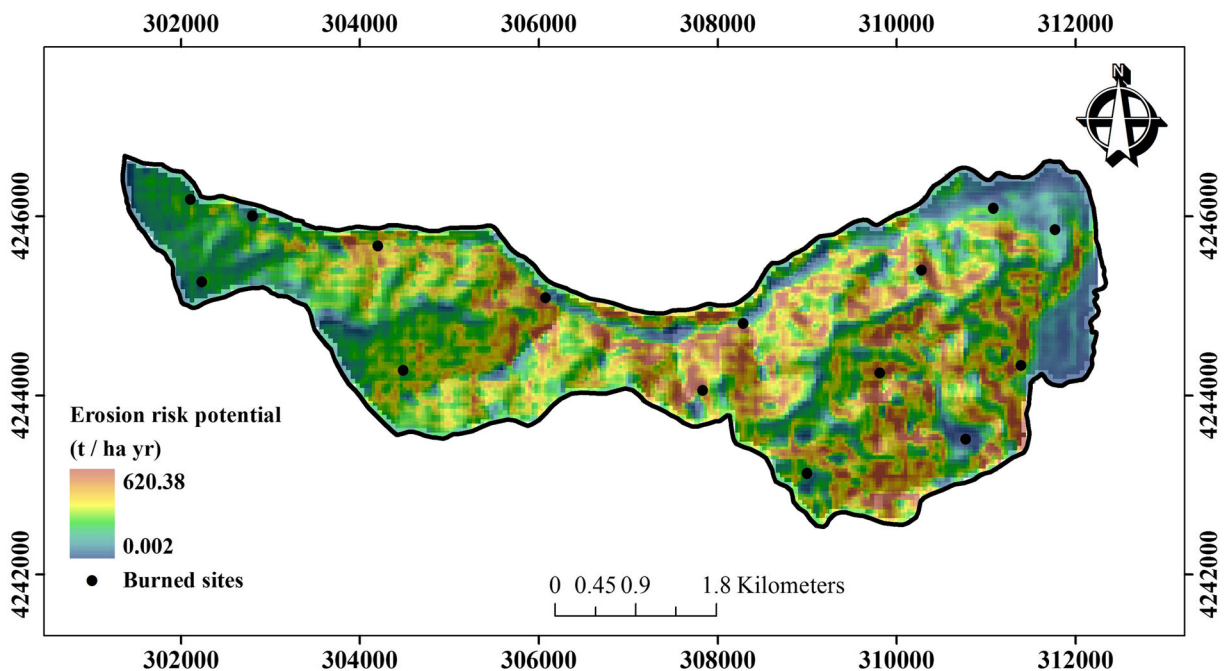 302000 304000 306000 308000 310000 312000
N
4246000 4246000
4244000 4244000
Erosion risk potential
(t / ha yr)
620.38
0.002
Burned sites
4242000 4242000
0 0.45 0.9 1.8 Kilometers
302000 304000 306000 308000 310000 312000